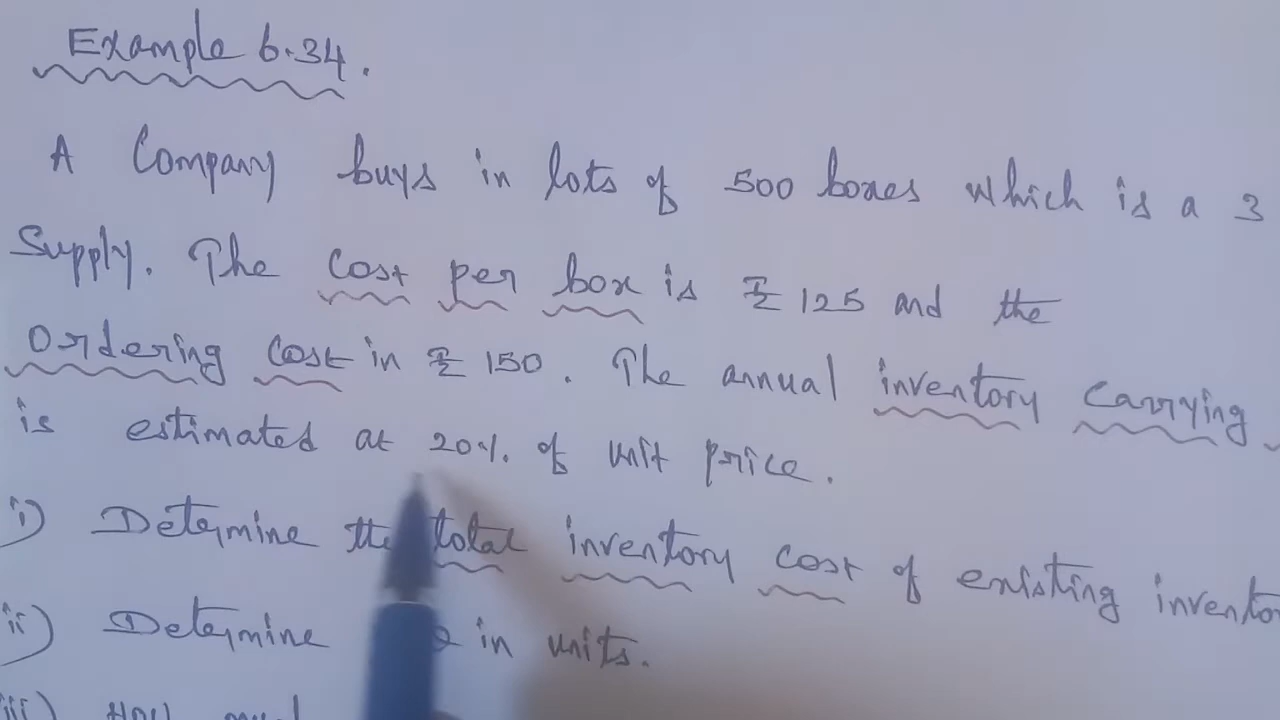 Example 6.34.
A Company buys in lots of 500 boxes which is a 3
Supply. The cost per box is ₹ 125 and the
Ordering cost in ₹ 150. The annual inventory carrying
is estimated at 20% of unit price.
i) Determine the total inventory cost of existing invento
ii) Determine in units.
iii)